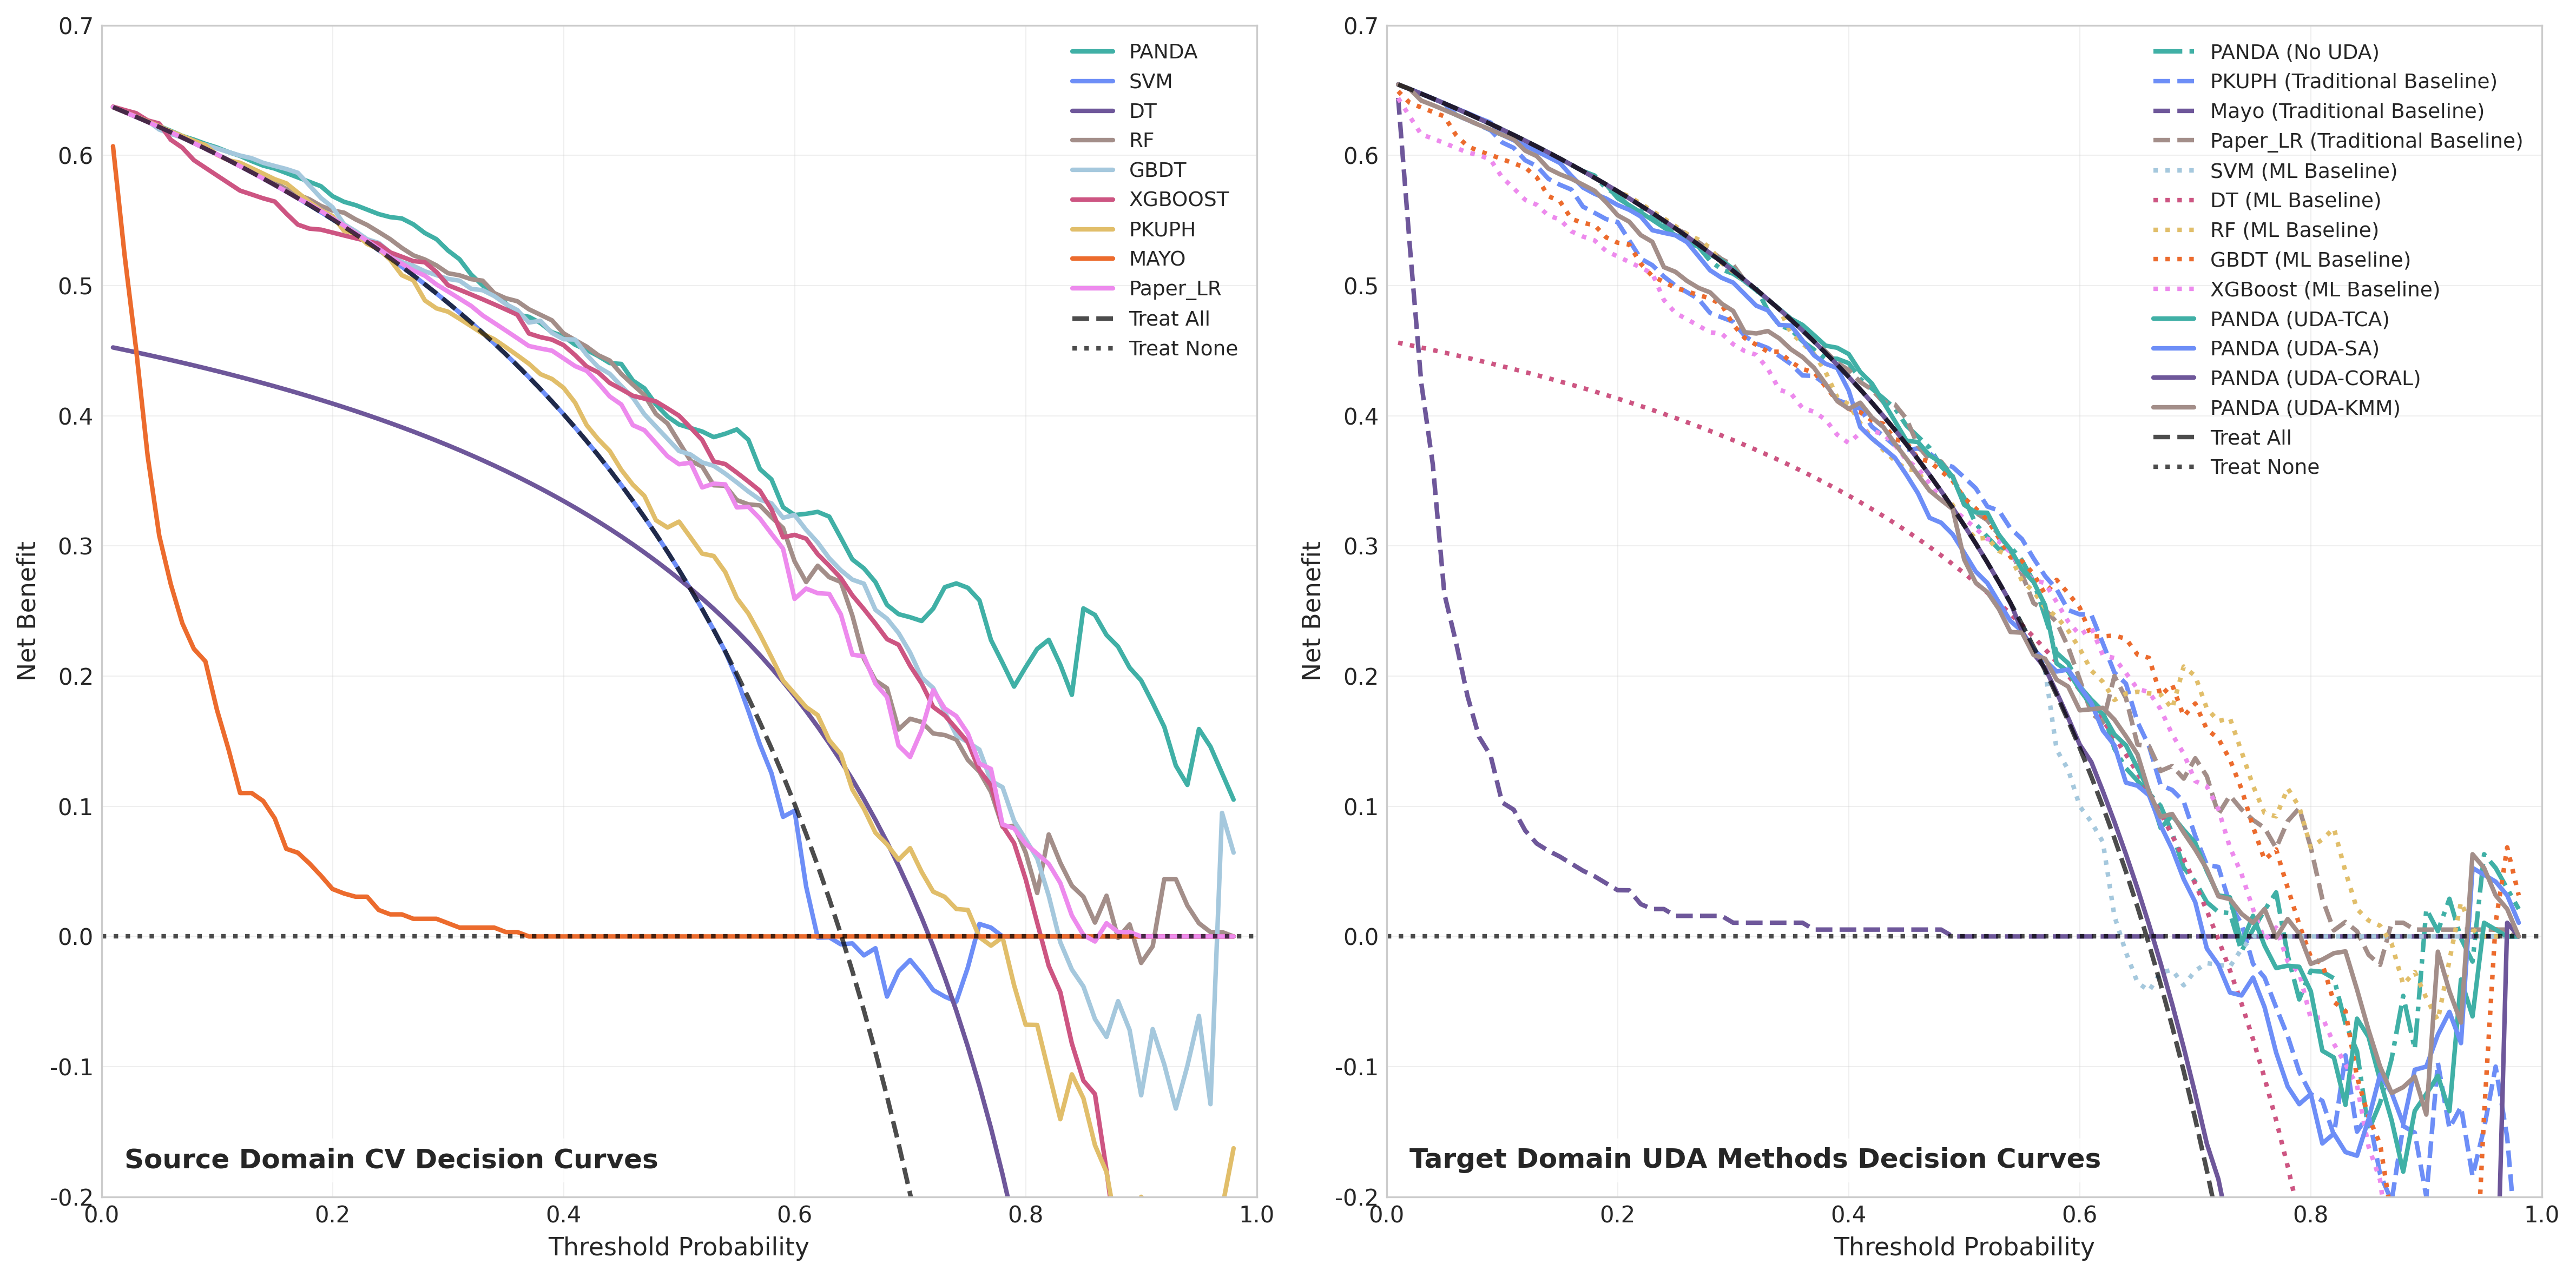 0.7
0.6
0.5
0.4
0.3
0.2
0.1
0.0
-0.1
-0.2
Net Benefit
PANDA
SVM
DT
RF
GBDT
XGBOOST
PKUPH
MAYO
Paper_LR
Treat All
Treat None
Source Domain CV Decision Curves
0.0 0.2 0.4 0.6 0.8 1.0
Threshold Probability
0.7
0.6
0.5
0.4
0.3
0.2
0.1
0.0
-0.1
-0.2
Net Benefit
PANDA (No UDA)
PKUPH (Traditional Baseline)
Mayo (Traditional Baseline)
Paper_LR (Traditional Baseline)
SVM (ML Baseline)
DT (ML Baseline)
RF (ML Baseline)
GBDT (ML Baseline)
XGBoost (ML Baseline)
PANDA (UDA-TCA)
PANDA (UDA-SA)
PANDA (UDA-CORAL)
PANDA (UDA-KMM)
Treat All
Treat None
Target Domain UDA Methods Decision Curves
0.0 0.2 0.4 0.6 0.8 1.0
Threshold Probability